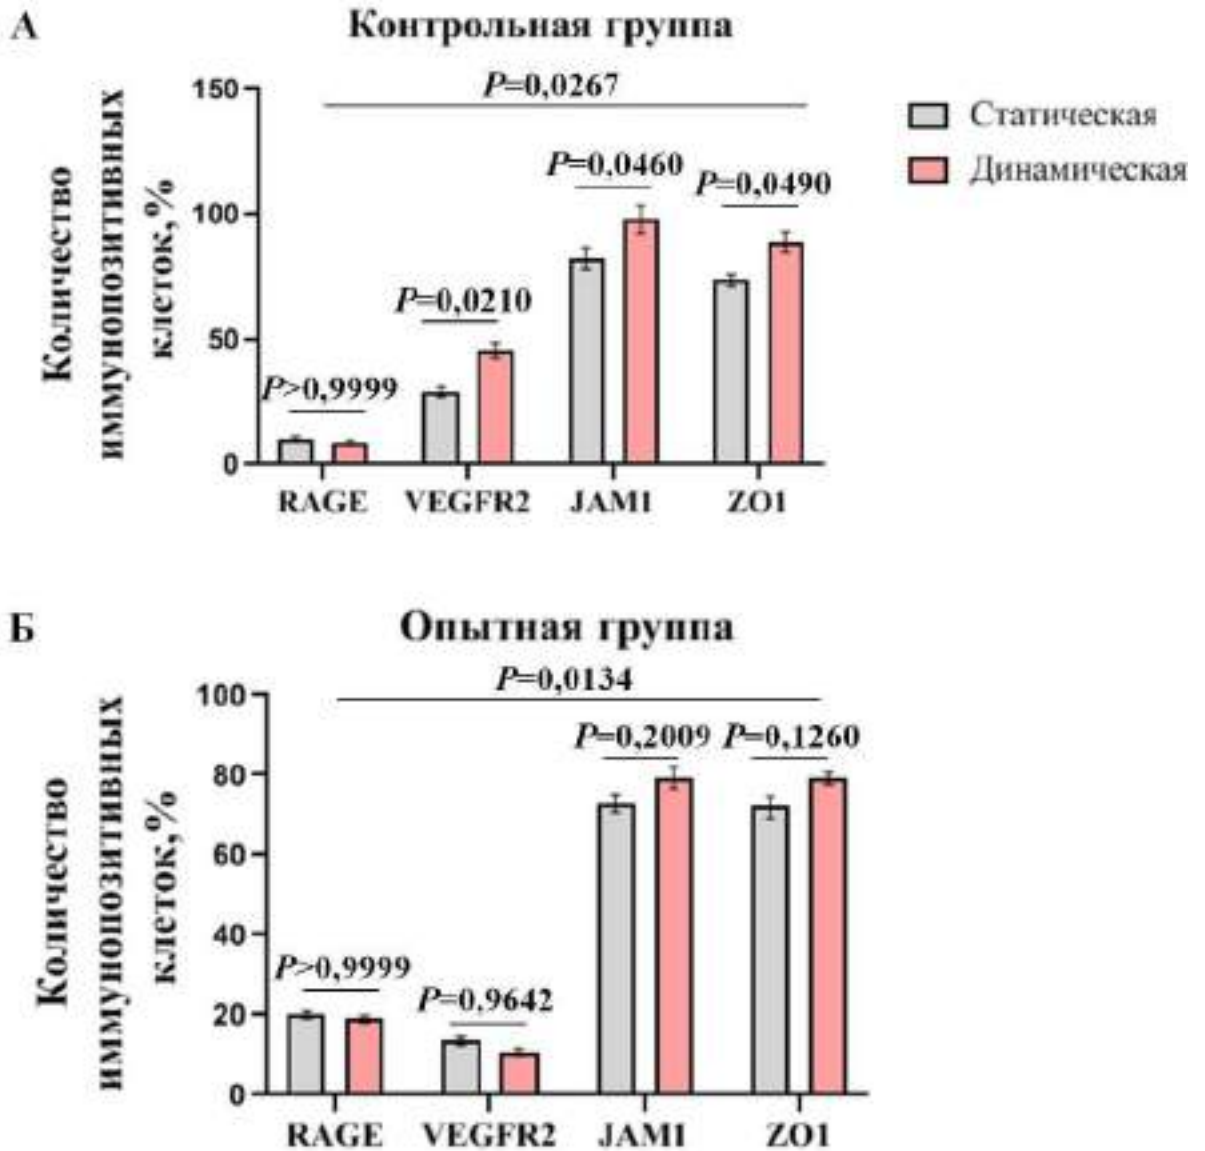 А
Контрольная группа
Количество
иммунопозитивных
клеток,%
150
100
50
0
P=0,0267
P>0,9999
P=0,0210
P=0,0460
P=0,0490
RAGE
VEGFR2
JAM1
ZO1
Статическая
Динамическая
Б
Опытная группа
Количество
иммунопозитивных
клеток,%
100
80
60
40
20
0
P=0,0134
P>0,9999
P=0,9642
P=0,2009
P=0,1260
RAGE
VEGFR2
JAM1
ZO1